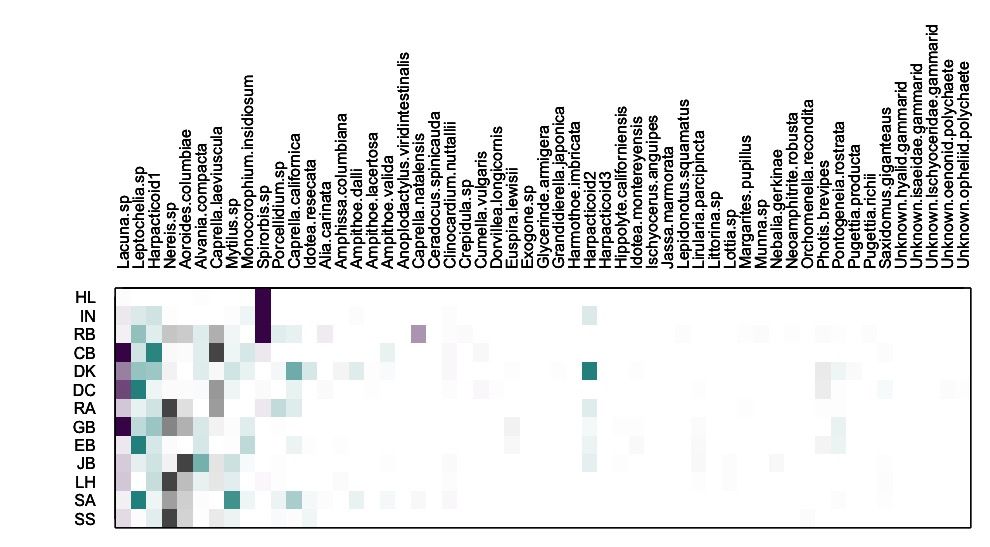 Lacuna.sp
Leptochelia.sp
Harpacticoid1
Nereis.sp
Aoroides.columbiae
Alvania.compacta
Caprella.laeviuscula
Mytilus.sp
Monocorophium.insidiosum
Spirorbis.sp
Porcellidium.sp
Caprella.californica
Idotea.resecata
Alia.carinata
Amphissa.columbiana
Ampithoe.dalli
Ampithoe.lacertosa
Ampithoe.valida
Anoplodactylus.viridintestinalis
Caprella.natalensis
Ceradocus.spinicauda
Clinocardium.nuttallii
Crepidula.sp
Cumella.vulgaris
Dorvillea.longicornis
Euspira.lewisii
Exogone.sp
Glycerinde.armigera
Grandidierella.japonica
Harmothoe.imbricata
Harpacticoid2
Harpacticoid3
Hippolyte.californiensis
Idotea.montereyensis
Ischyocerus.anguipes
Jassa.marmorata
Lepidonotus.squamatus
Lirularia.parcipincta
Littorina.sp
Lottia.sp
Margarites.pupillus
Munna.sp
Nebalia.gerkinae
Neoamphitrite.robusta
Orchomenella.recondita
Photis.brevipes
Pontogeneia.rostrata
Pugettia.producta
Pugettia.richii
Saxidomus.giganteaus
Unknown.hyalid.gammarid
Unknown.isaeidae.gammarid
Unknown.Ischyoceridae.gammarid
Unknown.oenonid.polychaete
Unknown.opheliid.polychaete
HL
IN
RB
CB
DK
DC
RA
GB
EB
JB
LH
SA
SS